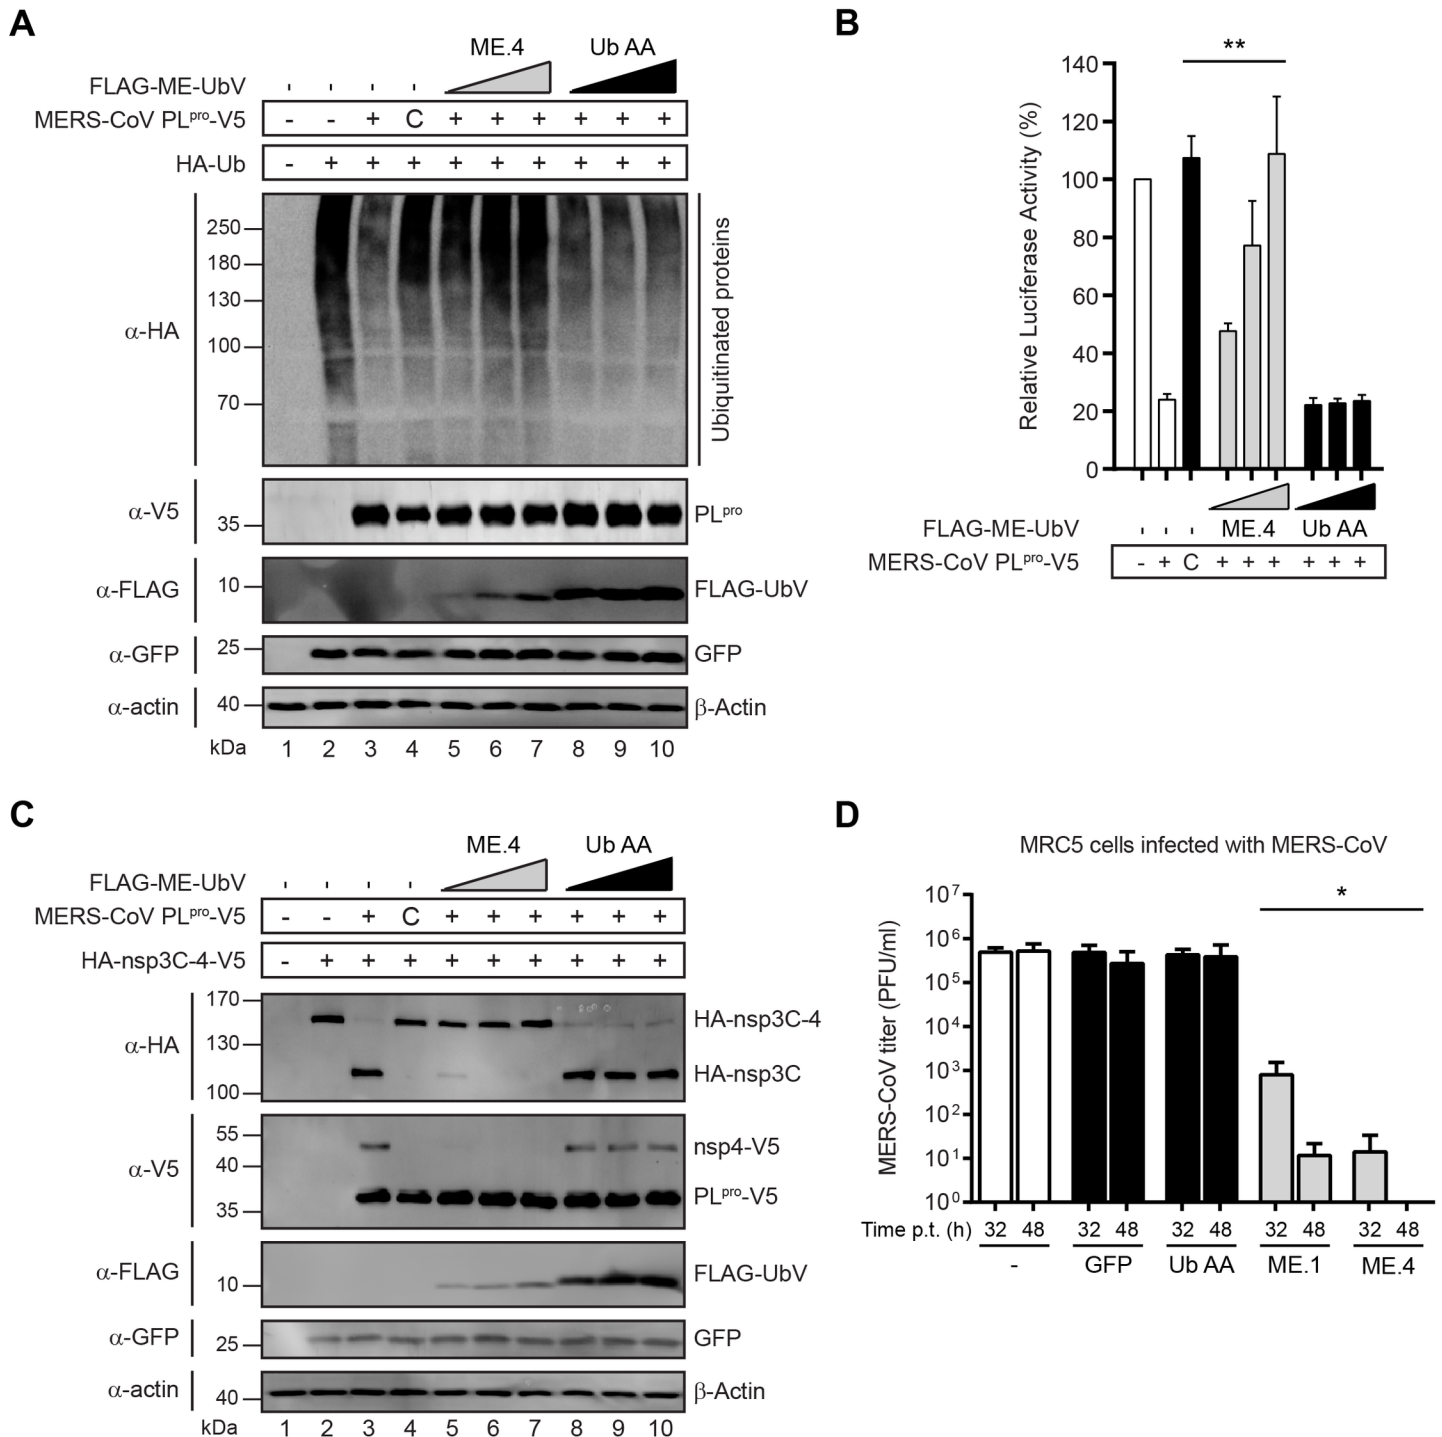 A
ME.4 Ub AA
FLAG-ME-UbV - - - -
MERS-CoV PLpro-V5 - - + C + + + + + +
HA-Ub - + + + + + + + + +
α-HA
250
180
130
100
70
Ubiquitinated proteins
α-V5 35 PLpro
α-FLAG 10 FLAG-UbV
α-GFP 25 GFP
α-actin 40 β-Actin
kDa 1 2 3 4 5 6 7 8 9 10
B
**
Relative Luciferase Activity (%)
140
120
100
80
60
40
20
0
FLAG-ME-UbV - - - ME.4 Ub AA
MERS-CoV PLpro-V5 - + C + + + + + +
C
ME.4 Ub AA
FLAG-ME-UbV - - - -
MERS-CoV PLpro-V5 - - + C + + + + + +
HA-nsp3C-4-V5 - + + + + + + + + +
α-HA
170
130
100
HA-nsp3C-4
HA-nsp3C
α-V5
55
40
35
nsp4-V5
PLpro-V5
α-FLAG 10 FLAG-UbV
α-GFP 25 GFP
α-actin 40 β-Actin
kDa 1 2 3 4 5 6 7 8 9 10
D
MRC5 cells infected with MERS-CoV
*
MERS-CoV titer (PFU/ml)
10⁷
10⁶
10⁵
10⁴
10³
10²
10¹
10⁰
Time p.t. (h) 32 48 32 48 32 48 32 48 32 48
- GFP Ub AA ME.1 ME.4